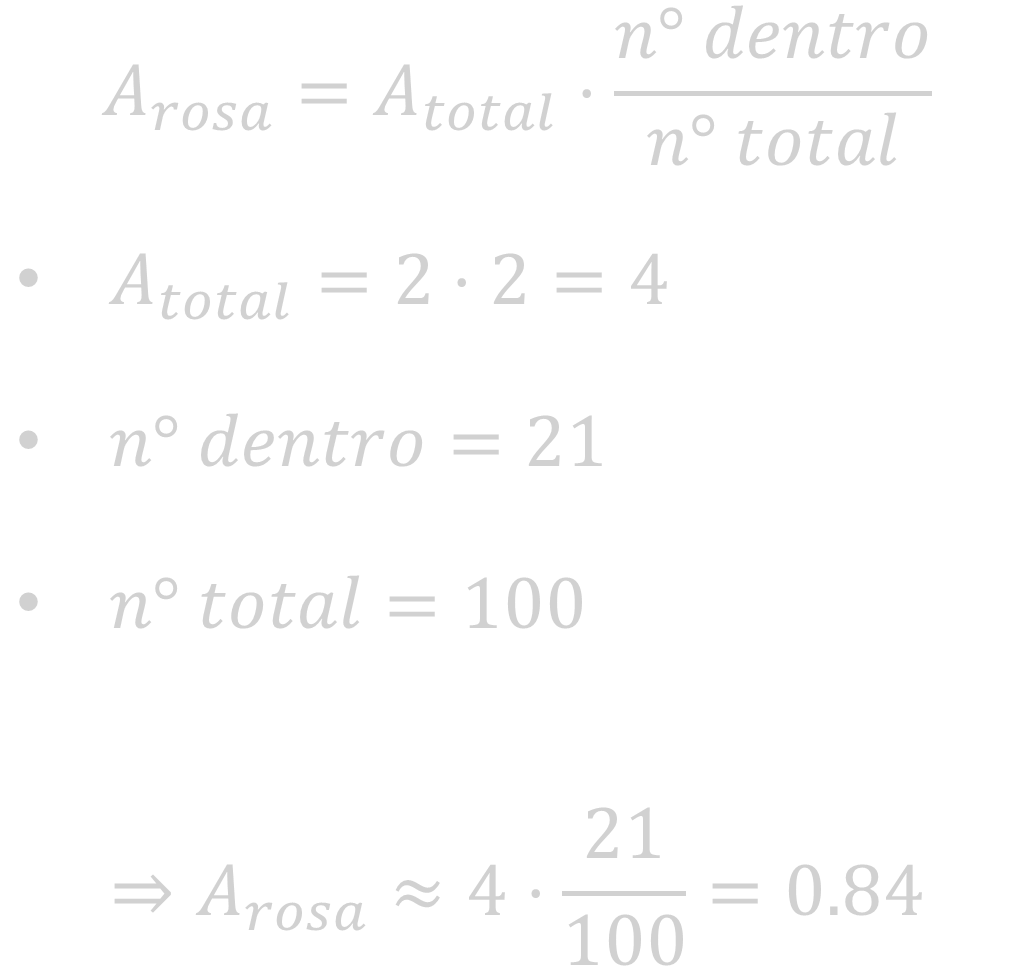 A_rosa = A_total · n° dentro / n° total
• A_total = 2 · 2 = 4
• n° dentro = 21
• n° total = 100
⇒ A_rosa ≈ 4 · 21 / 100 = 0.84